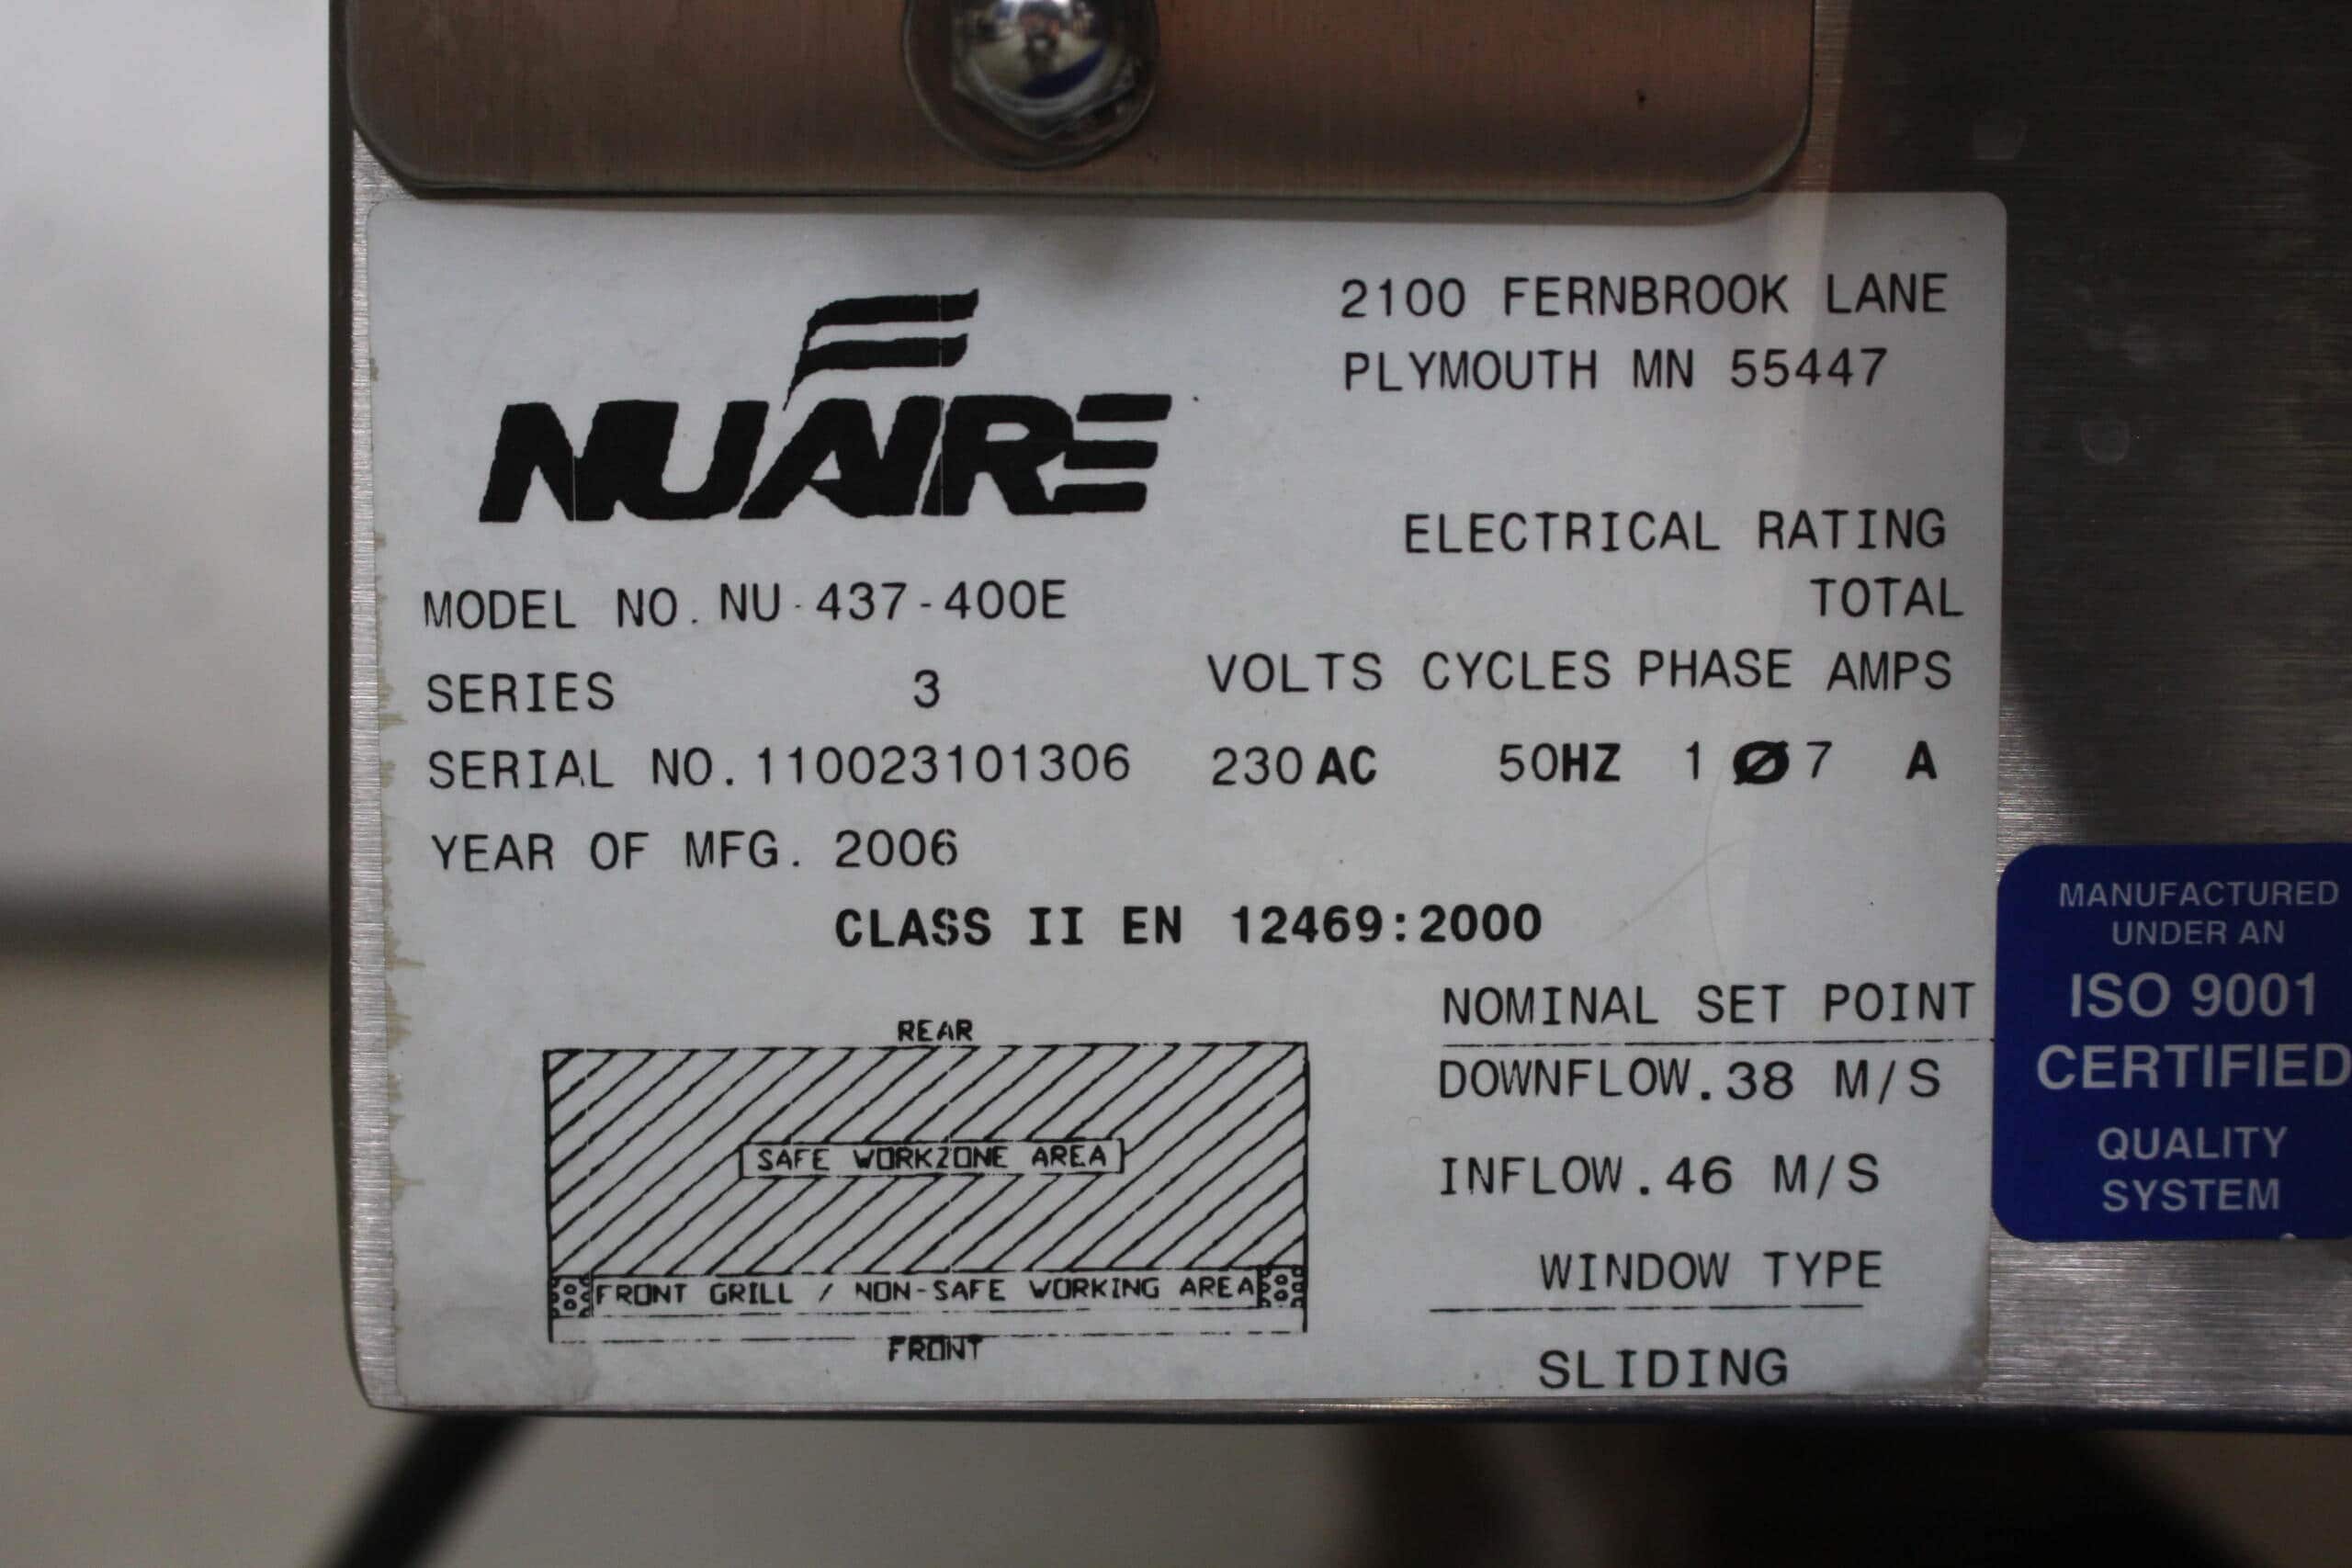 NUAIRE
2100 FERNBROOK LANE
PLYMOUTH MN 55447
ELECTRICAL RATING
TOTAL
MODEL NO. NU-437-400E
VOLTS CYCLES PHASE AMPS
SERIES 3
SERIAL NO. 110023101306
230 AC 50HZ 1 Ø 7 A
YEAR OF MFG. 2006
CLASS II EN 12469:2000
NOMINAL SET POINT
DOWNFLOW .38 M/S
INFLOW .46 M/S
WINDOW TYPE
SLIDING
REAR
SAFE WORKZONE AREA
FRONT GRILL / NON-SAFE WORKING AREA
FRONT
MANUFACTURED
UNDER AN
ISO 9001
CERTIFIED
QUALITY
SYSTEM